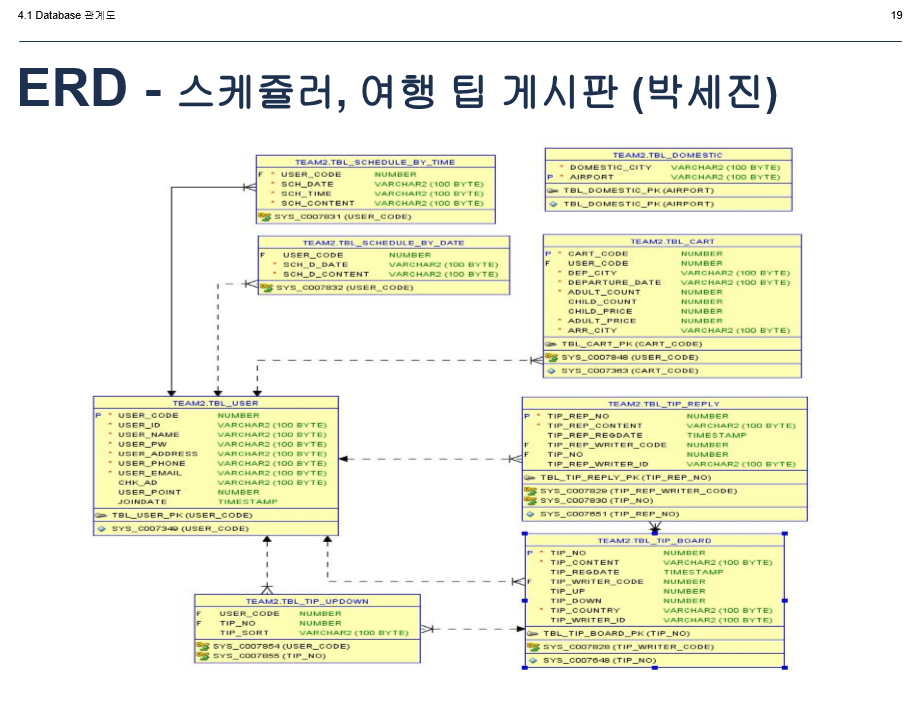 4.1 Database 관계도
19
ERD - 스케쥴러, 여행 팁 게시판 (박세진)
TEAM2.TBL_SCHEDULE_BY_TIME
F * USER_CODE NUMBER
* SCH_DATE VARCHAR2 (100 BYTE)
* SCH_TIME VARCHAR2 (100 BYTE)
* SCH_CONTENT VARCHAR2 (100 BYTE)
SYS_C007831 (USER_CODE)
TEAM2.TBL_DOMESTIC
* DOMESTIC_CITY VARCHAR2 (100 BYTE)
P * AIRPORT VARCHAR2 (100 BYTE)
TBL_DOMESTIC_PK (AIRPORT)
TBL_DOMESTIC_PK (AIRPORT)
TEAM2.TBL_SCHEDULE_BY_DATE
F USER_CODE NUMBER
* SCH_D_DATE VARCHAR2 (100 BYTE)
* SCH_D_CONTENT VARCHAR2 (100 BYTE)
SYS_C007832 (USER_CODE)
TEAM2.TBL_CART
P * CART_CODE NUMBER
F USER_CODE NUMBER
* DEP_CITY VARCHAR2 (100 BYTE)
* DEPARTURE_DATE VARCHAR2 (100 BYTE)
* ADULT_COUNT NUMBER
CHILD_COUNT NUMBER
CHILD_PRICE NUMBER
* ADULT_PRICE NUMBER
* ARR_CITY VARCHAR2 (100 BYTE)
TBL_CART_PK (CART_CODE)
SYS_C007848 (USER_CODE)
SYS_C007363 (CART_CODE)
TEAM2.TBL_USER
P * USER_CODE NUMBER
* USER_ID VARCHAR2 (100 BYTE)
* USER_NAME VARCHAR2 (100 BYTE)
* USER_PW VARCHAR2 (100 BYTE)
* USER_ADDRESS VARCHAR2 (100 BYTE)
* USER_PHONE VARCHAR2 (100 BYTE)
* USER_EMAIL VARCHAR2 (100 BYTE)
CHK_AD VARCHAR2 (100 BYTE)
USER_POINT NUMBER
JOINDATE TIMESTAMP
TBL_USER_PK (USER_CODE)
SYS_C007349 (USER_CODE)
TEAM2.TBL_TIP_REPLY
P * TIP_REP_NO NUMBER
* TIP_REP_CONTENT VARCHAR2 (100 BYTE)
TIP_REP_REGDATE TIMESTAMP
F TIP_REP_WRITER_CODE NUMBER
F TIP_NO NUMBER
TIP_REP_WRITER_ID VARCHAR2 (100 BYTE)
TBL_TIP_REPLY_PK (TIP_REP_NO)
SYS_C007829 (TIP_REP_WRITER_CODE)
SYS_C007830 (TIP_NO)
SYS_C007651 (TIP_REP_NO)
TEAM2.TBL_TIP_BOARD
P * TIP_NO NUMBER
* TIP_CONTENT VARCHAR2 (100 BYTE)
TIP_REGDATE TIMESTAMP
F TIP_WRITER_CODE NUMBER
TIP_UP NUMBER
TIP_DOWN NUMBER
* TIP_COUNTRY VARCHAR2 (100 BYTE)
TIP_WRITER_ID VARCHAR2 (100 BYTE)
TBL_TIP_BOARD_PK (TIP_NO)
SYS_C007828 (TIP_WRITER_CODE)
SYS_C007648 (TIP_NO)
TEAM2.TBL_TIP_UPDOWN
F USER_CODE NUMBER
F TIP_NO NUMBER
TIP_SORT VARCHAR2 (100 BYTE)
SYS_C007854 (USER_CODE)
SYS_C007855 (TIP_NO)